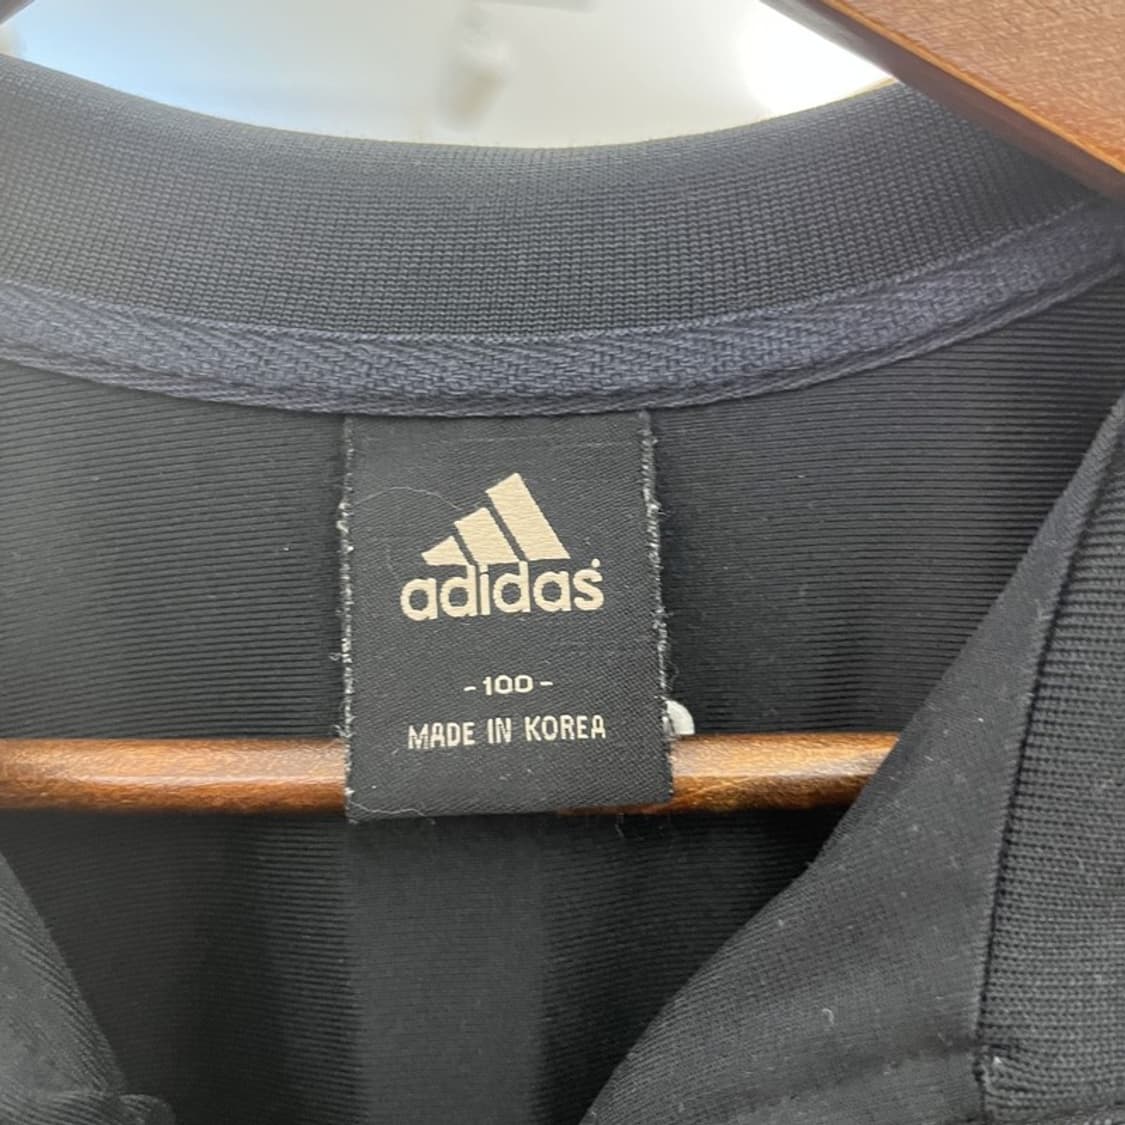 adidas®
-100-
MADE IN KOREA